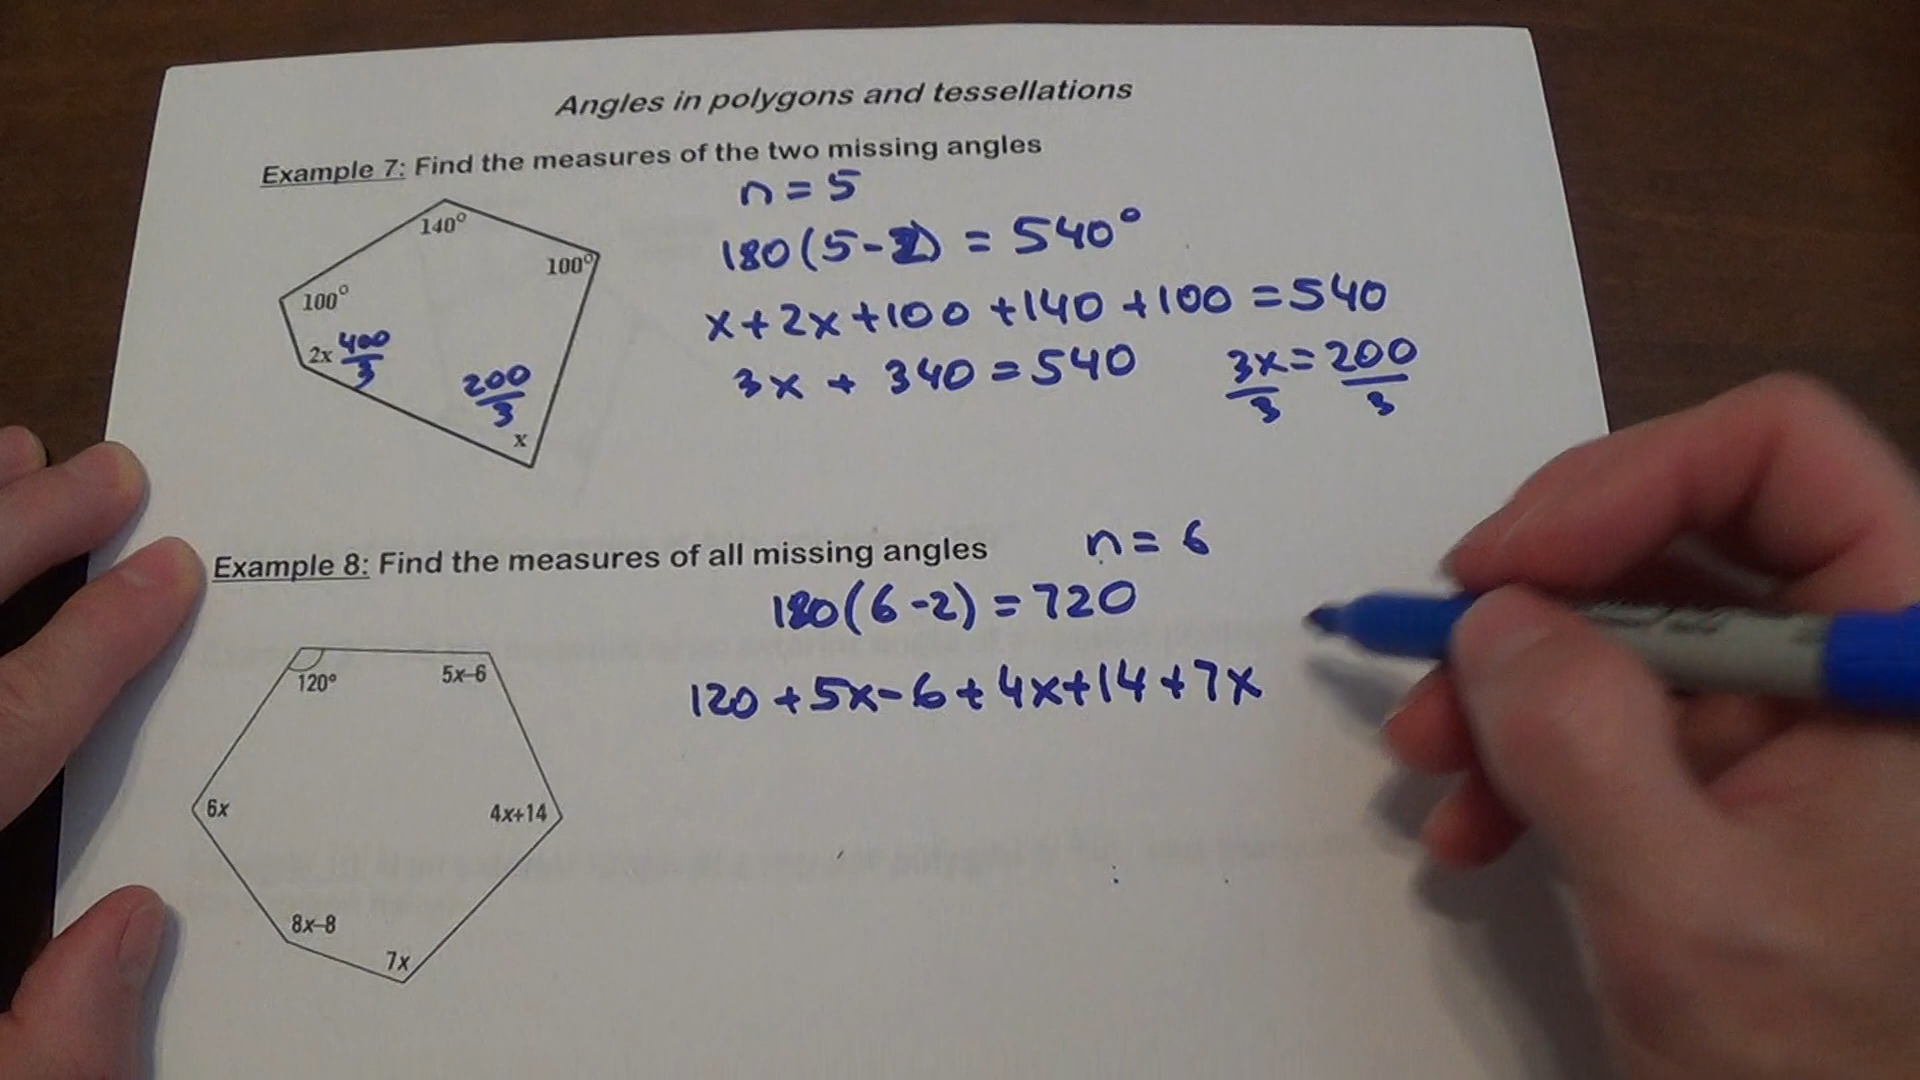 Angles in polygons and tessellations
Example 7: Find the measures of the two missing angles
n = 5
140°
180(5-2) = 540°
100°
100°
x+2x+100+140+100=540
2x 400/3
200/3
3x + 340 = 540
3x/3 = 200/3
x
Example 8: Find the measures of all missing angles
n = 6
180(6-2) = 720
120°
5x–6
120+5x-6+4x+14+7x
6x
4x+14
8x–8
7x